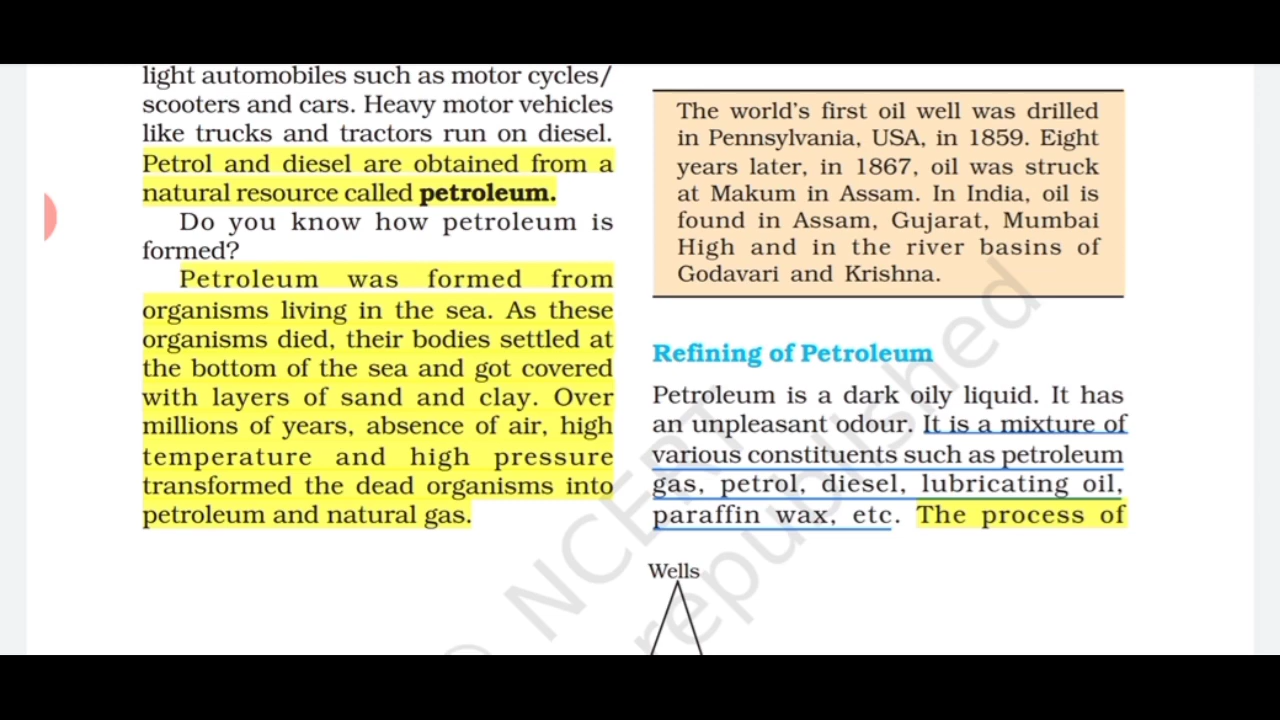 light automobiles such as motor cycles/
scooters and cars. Heavy motor vehicles
like trucks and tractors run on diesel.
Petrol and diesel are obtained from a
natural resource called petroleum.
Do you know how petroleum is
formed?
Petroleum was formed from
organisms living in the sea. As these
organisms died, their bodies settled at
the bottom of the sea and got covered
with layers of sand and clay. Over
millions of years, absence of air, high
temperature and high pressure
transformed the dead organisms into
petroleum and natural gas.
The world's first oil well was drilled
in Pennsylvania, USA, in 1859. Eight
years later, in 1867, oil was struck
at Makum in Assam. In India, oil is
found in Assam, Gujarat, Mumbai
High and in the river basins of
Godavari and Krishna.
Refining of Petroleum
Petroleum is a dark oily liquid. It has
an unpleasant odour. It is a mixture of
various constituents such as petroleum
gas, petrol, diesel, lubricating oil,
paraffin wax, etc. The process of
Wells
© NCERT
republished